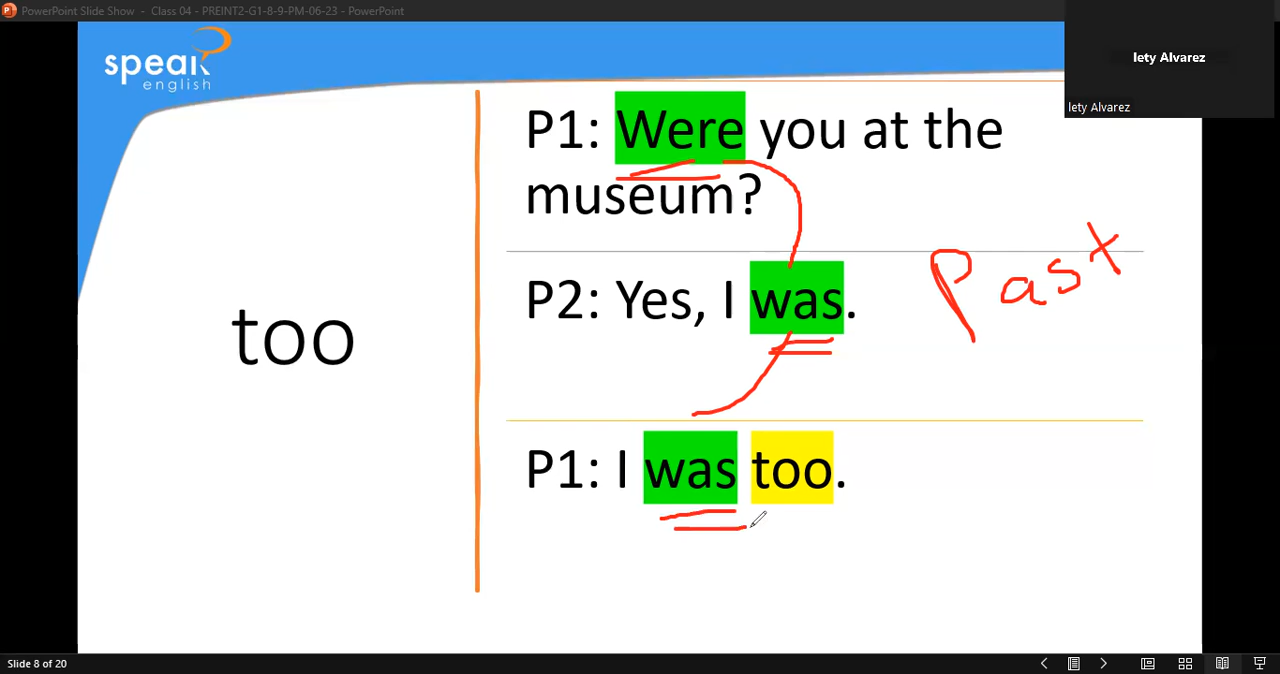 PowerPoint Slide Show - Class 04 - PREINT2-G1-8-9-PM-06-23 - PowerPoint
lety Alvarez
lety Alvarez
speak
english
P1: Were you at the
museum?
Past
P2: Yes, I was.
too
P1: I was too.
Slide 8 of 20